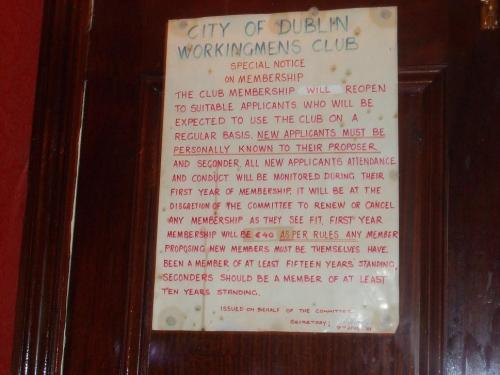 CITY OF DUBLIN
WORKINGMENS CLUB
SPECIAL NOTICE
ON MEMBERSHIP
THE CLUB MEMBERSHIP WILL REOPEN
TO SUITABLE APPLICANTS WHO WILL BE
EXPECTED TO USE THE CLUB ON A
REGULAR BASIS. NEW APPLICANTS MUST BE
PERSONALLY KNOWN TO THEIR PROPOSER
AND SECONDER. ALL NEW APPLICANTS ATTENDANCE
AND CONDUCT WILL BE MONITORED DURING THEIR
FIRST YEAR OF MEMBERSHIP. IT WILL BE AT THE
DISCRETION OF THE COMMITTEE TO RENEW OR CANCEL
ANY MEMBERSHIP AS THEY SEE FIT. FIRST YEAR
MEMBERSHIP WILL BE €40 AS PER RULES ANY MEMBER
PROPOSING NEW MEMBERS MUST BE THEMSELVES HAVE
BEEN A MEMBER OF AT LEAST FIFTEEN YEARS STANDING.
SECONDERS SHOULD BE A MEMBER OF AT LEAST
TEN YEARS STANDING.
ISSUED ON BEHALF OF THE COMMITTEE
SECRETARY: